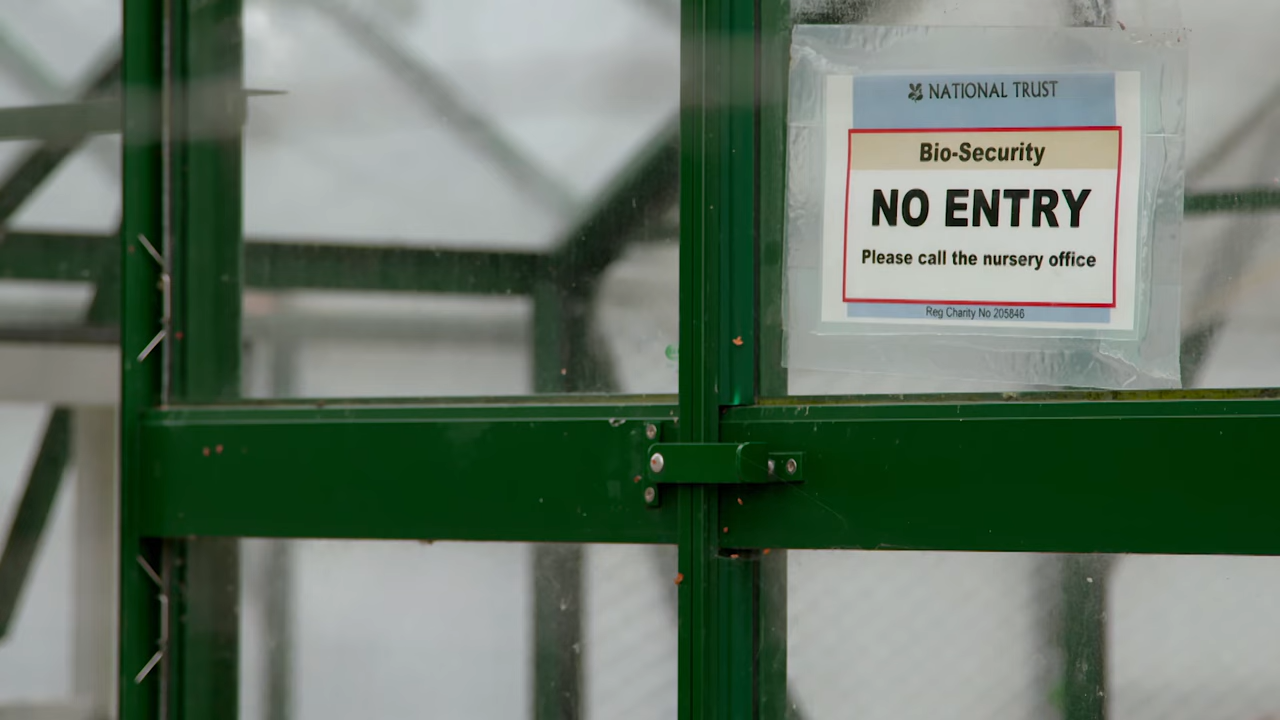 NATIONAL TRUST
Bio-Security
NO ENTRY
Please call the nursery office
Reg Charity No 205846